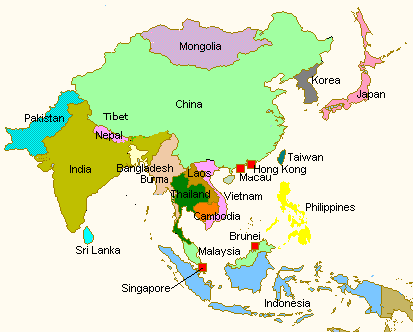 Mongolia
Korea
Japan
China
Pakistan
Tibet
Nepal
Taiwan
India
Bangladesh
Hong Kong
Burma
Laos
Macau
Thailand
Vietnam
Cambodia
Philippines
Brunei
Sri Lanka
Malaysia
Singapore
Indonesia